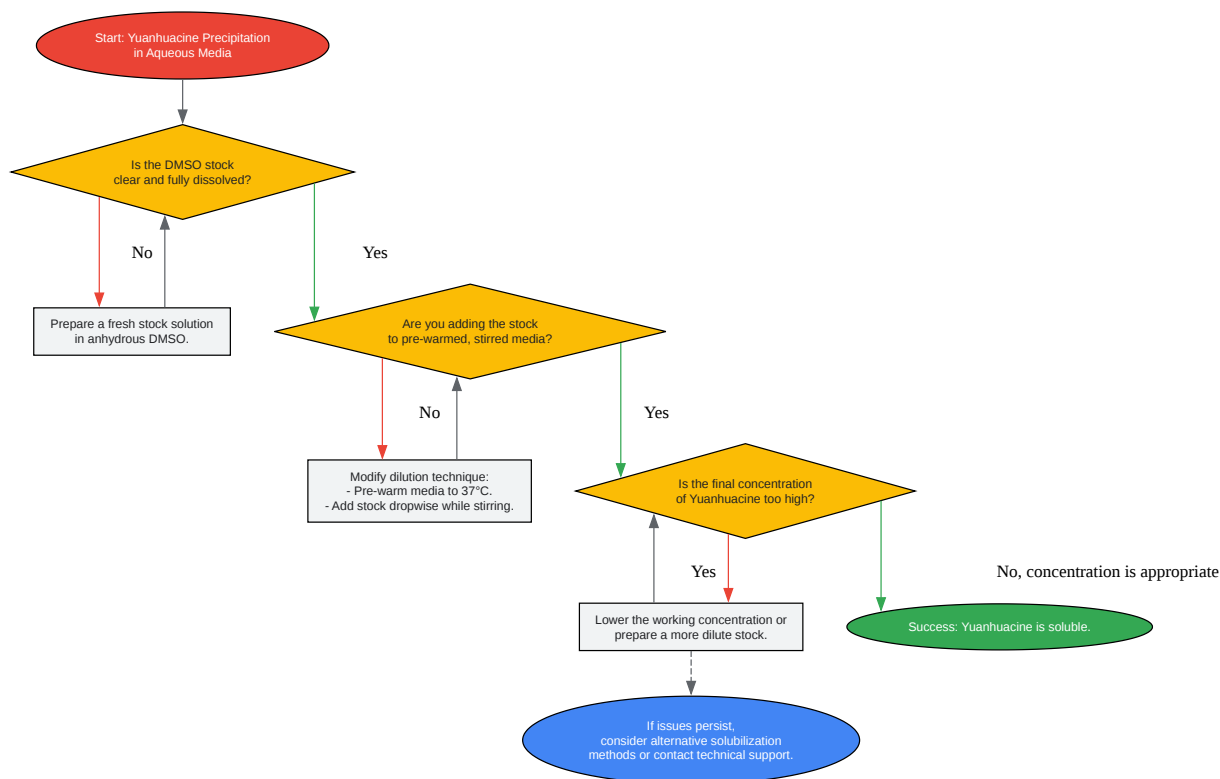 Start: Yuanhuacine Precipitation
in Aqueous Media
Is the DMSO stock
clear and fully dissolved?
No
Yes
Prepare a fresh stock solution
in anhydrous DMSO.
Are you adding the stock
to pre-warmed, stirred media?
No
Yes
Modify dilution technique:
- Pre-warm media to 37°C.
- Add stock dropwise while stirring.
Is the final concentration
of Yuanhuacine too high?
Yes
No, concentration is appropriate
Lower the working concentration or
prepare a more dilute stock.
Success: Yuanhuacine is soluble.
If issues persist,
consider alternative solubilization
methods or contact technical support.